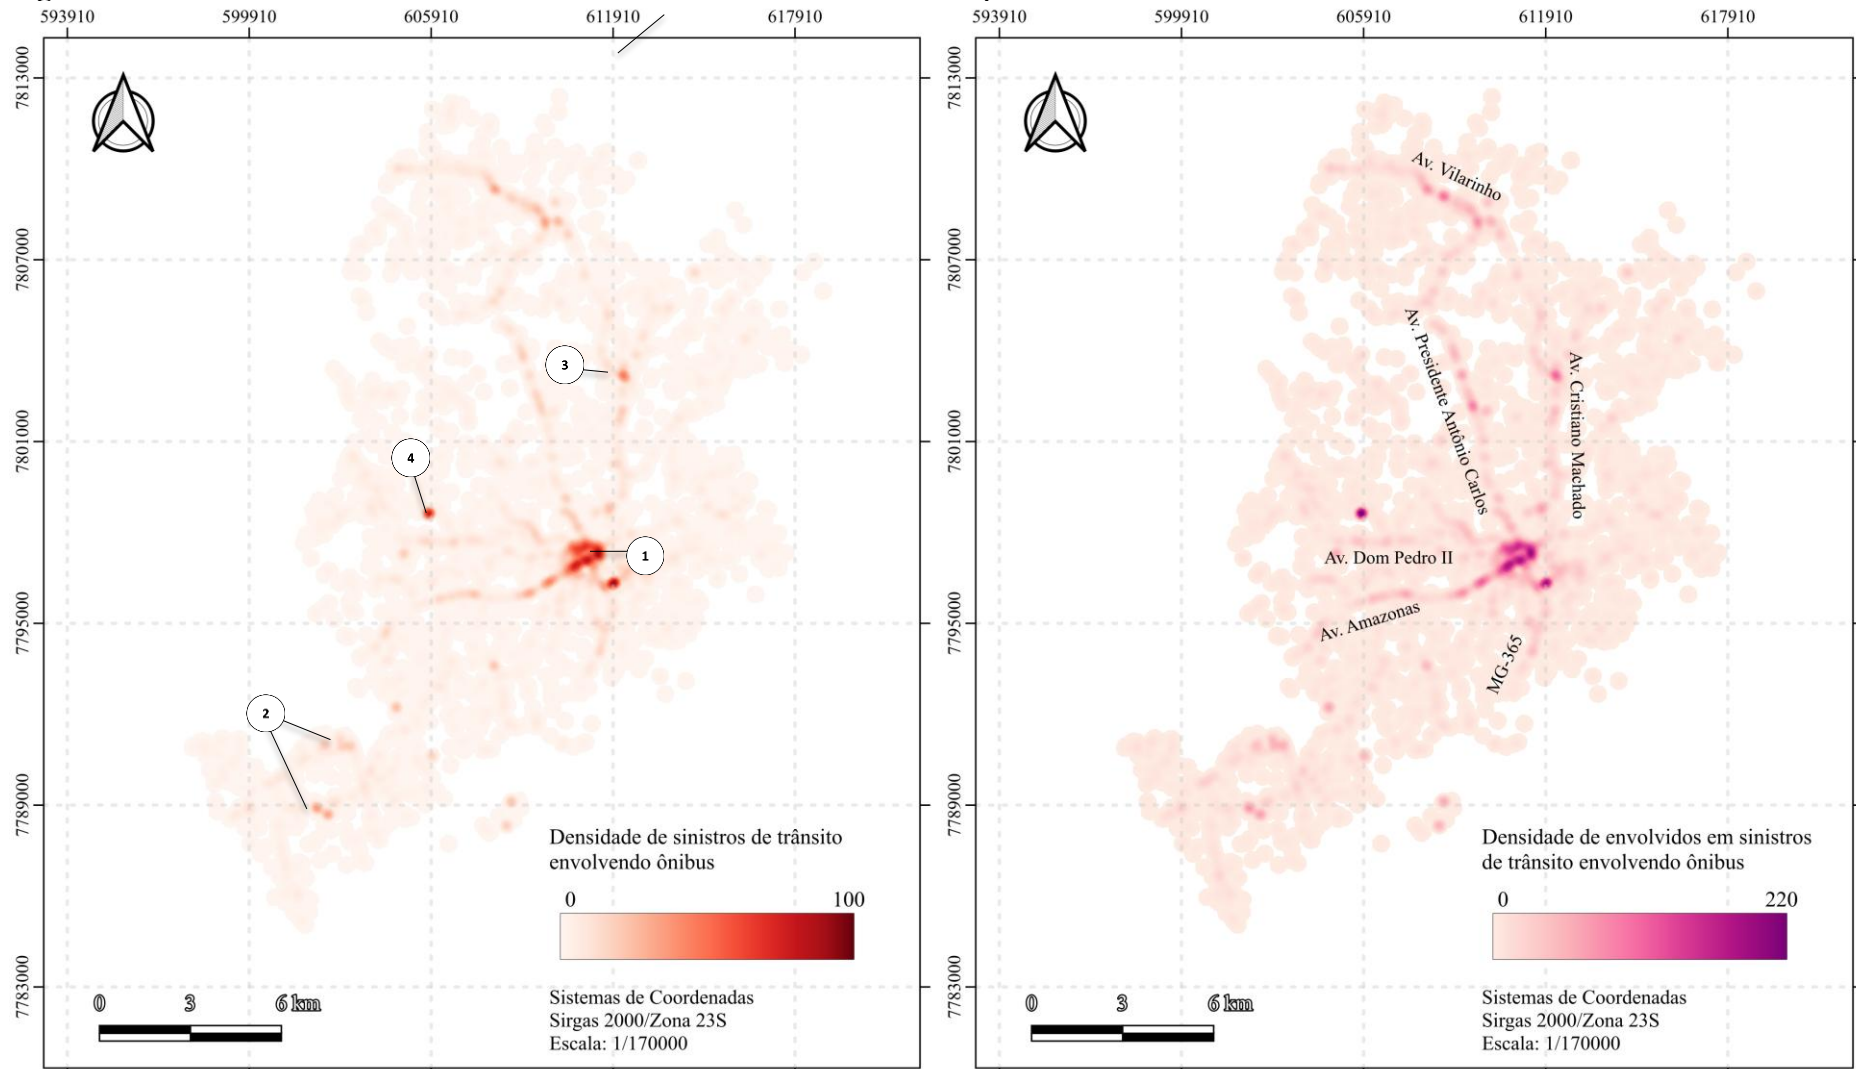 593910
599910
605910
611910
617910
7813000
7807000
7801000
7795000
7789000
7783000
3
4
1
2
Densidade de sinistros de trânsito
envolvendo ônibus
0
100
Sistemas de Coordenadas
Sirgas 2000/Zona 23S
Escala: 1/170000
0
3
6 km
593910
599910
605910
611910
617910
7813000
7807000
7801000
7795000
7789000
7783000
Av. Vilarinho
Av. Presidente Antônio Carlos
Av. Cristiano Machado
Av. Dom Pedro II
Av. Amazonas
MG-365
Densidade de envolvidos em sinistros
de trânsito envolvendo ônibus
0
220
Sistemas de Coordenadas
Sirgas 2000/Zona 23S
Escala: 1/170000
0
3
6 km